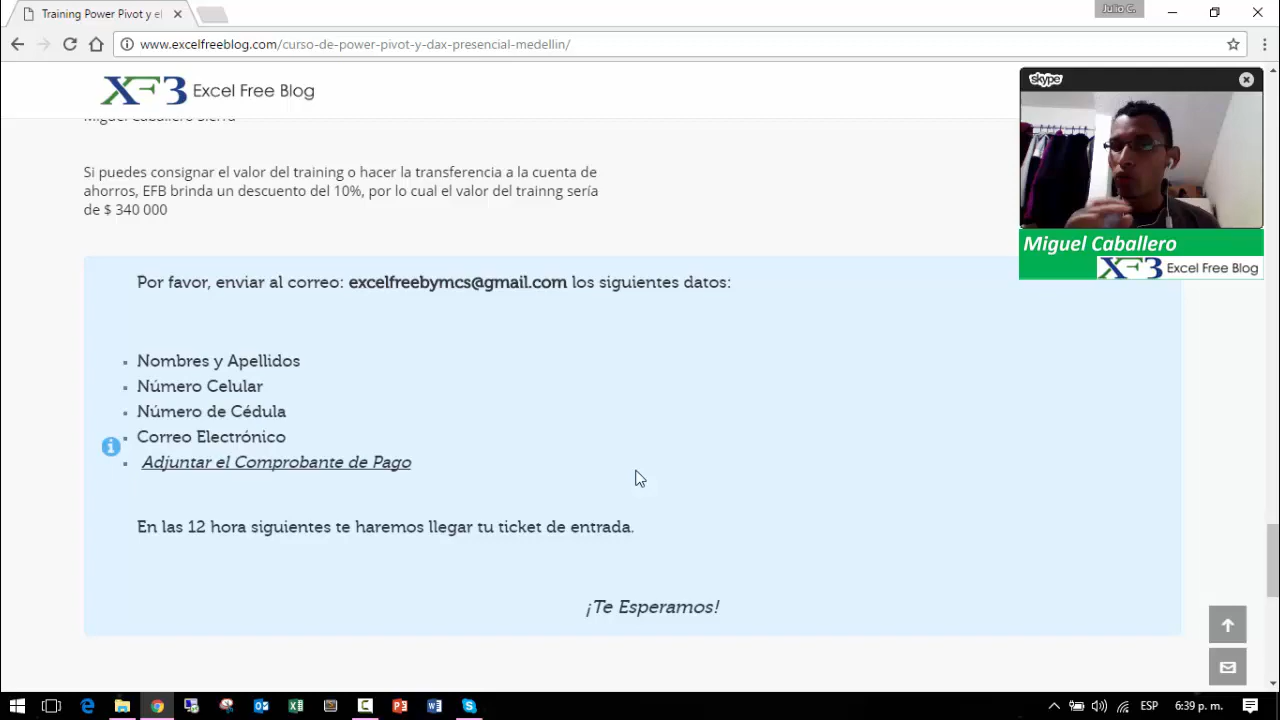 Training Power Pivot y el
Julio C.
www.excelfreeblog.com/curso-de-power-pivot-y-dax-presencial-medellin/
XF3 Excel Free Blog
skype
Miguel Caballero Sierra
Si puedes consignar el valor del training o hacer la transferencia a la cuenta de
ahorros, EFB brinda un descuento del 10%, por lo cual el valor del trainng sería
de $ 340 000
Miguel Caballero
XF3 Excel Free Blog
Por favor, enviar al correo: excelfreebymcs@gmail.com los siguientes datos:
Nombres y Apellidos
Número Celular
Número de Cédula
Correo Electrónico
Adjuntar el Comprobante de Pago
En las 12 hora siguientes te haremos llegar tu ticket de entrada.
¡Te Esperamos!
ESP
6:39 p. m.